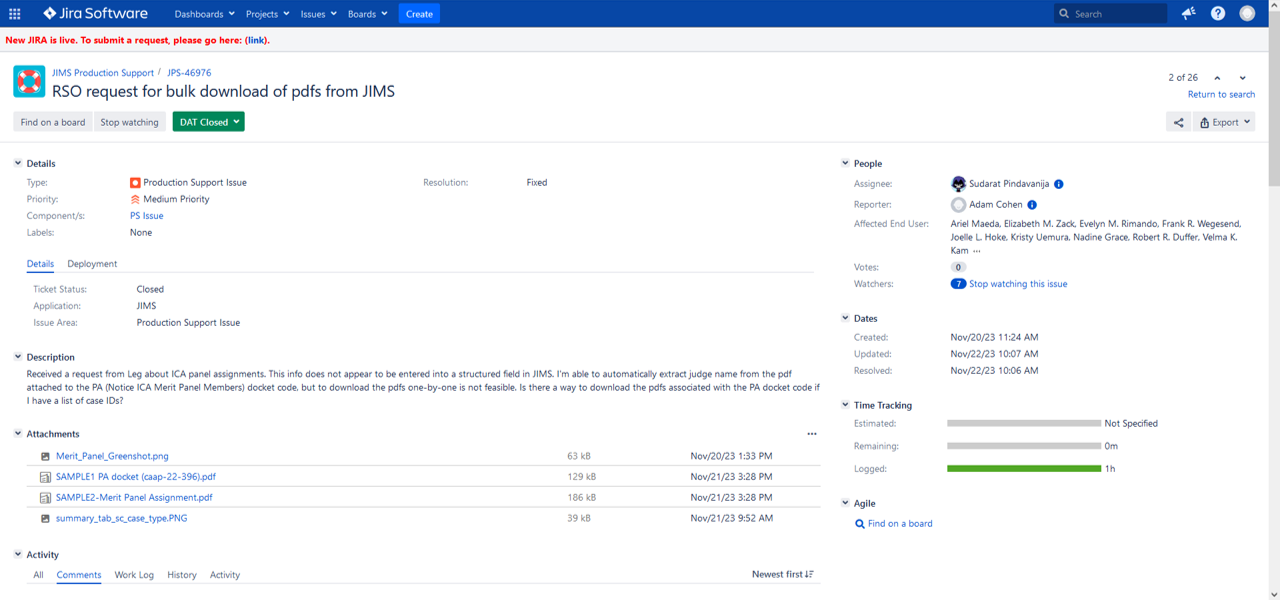 Jira Software Dashboards Projects Issues Boards Create Search
New JIRA is live. To submit a request, please go here: (link).
JIMS Production Support / JPS-46976
RSO request for bulk download of pdfs from JIMS
2 of 26
Return to search
Find on a board Stop watching DAT Closed Export
Details
Type: Production Support Issue Resolution: Fixed
Priority: Medium Priority
Component/s: PS Issue
Labels: None
Details Deployment
Ticket Status: Closed
Application: JIMS
Issue Area: Production Support Issue
Description
Received a request from Leg about ICA panel assignments. This info does not appear to be entered into a structured field in JIMS. I'm able to automatically extract judge name from the pdf
attached to the PA (Notice ICA Merit Panel Members) docket code, but to download the pdfs one-by-one is not feasible. Is there a way to download the pdfs associated with the PA docket code if
I have a list of case IDs?
Attachments
Merit_Panel_Greenshot.png 63 kB Nov/20/23 1:33 PM
SAMPLE1 PA docket (caap-22-396).pdf 129 kB Nov/21/23 3:28 PM
SAMPLE2-Merit Panel Assignment.pdf 186 kB Nov/21/23 3:28 PM
summary_tab_sc_case_type.PNG 39 kB Nov/21/23 9:52 AM
Activity
All Comments Work Log History Activity Newest first
People
Assignee: Sudarat Pindavanija
Reporter: Adam Cohen
Affected End User: Ariel Maeda, Elizabeth M. Zack, Evelyn M. Rimando, Frank R. Wegesend,
Joelle L. Hoke, Kristy Uemura, Nadine Grace, Robert R. Duffer, Velma K.
Kam ...
Votes: 0
Watchers: 7 Stop watching this issue
Dates
Created: Nov/20/23 11:24 AM
Updated: Nov/22/23 10:07 AM
Resolved: Nov/22/23 10:06 AM
Time Tracking
Estimated: Not Specified
Remaining: 0m
Logged: 1h
Agile
Find on a board